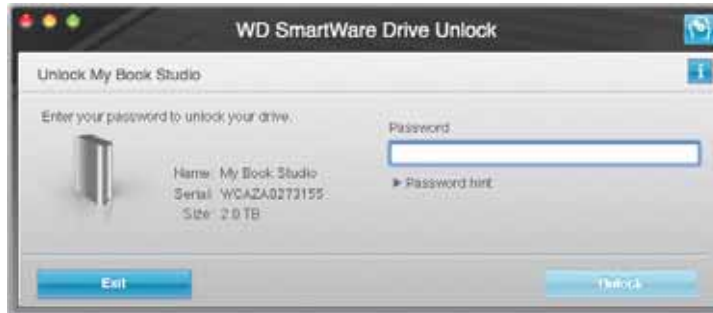 WD SmartWare Drive Unlock
Unlock My Book Studio
Enter your password to unlock your drive.
Name: My Book Studio
Serial: WCAZA0273155
Size: 2.0 TB
Password
Password hint
Exit
Unlock